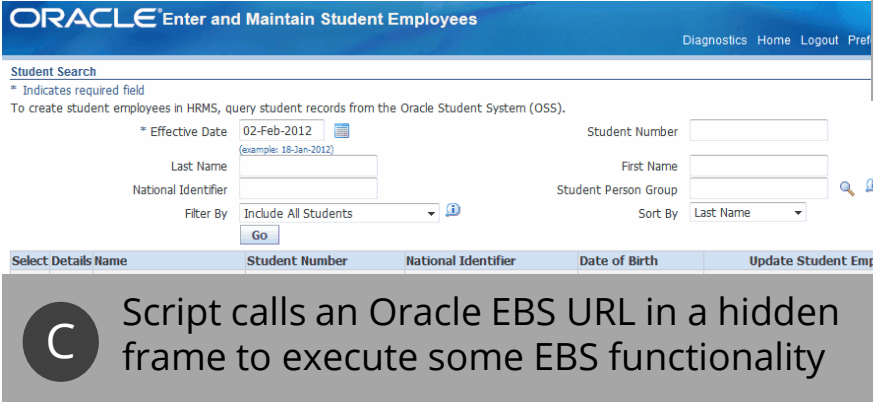 ORACLE® Enter and Maintain Student Employees
Diagnostics Home Logout
Student Search
* Indicates required field
To create student employees in HRMS, query student records from the Oracle Student System (OSS).
* Effective Date 02-Feb-2012 Student Number
(example: 18-Jan-2012)
Last Name First Name
National Identifier Student Person Group
Filter By Include All Students Sort By Last Name
Go
Select Details Name Student Number National Identifier Date of Birth Update Student
C
Script calls an Oracle EBS URL in a hidden
frame to execute some EBS functionality